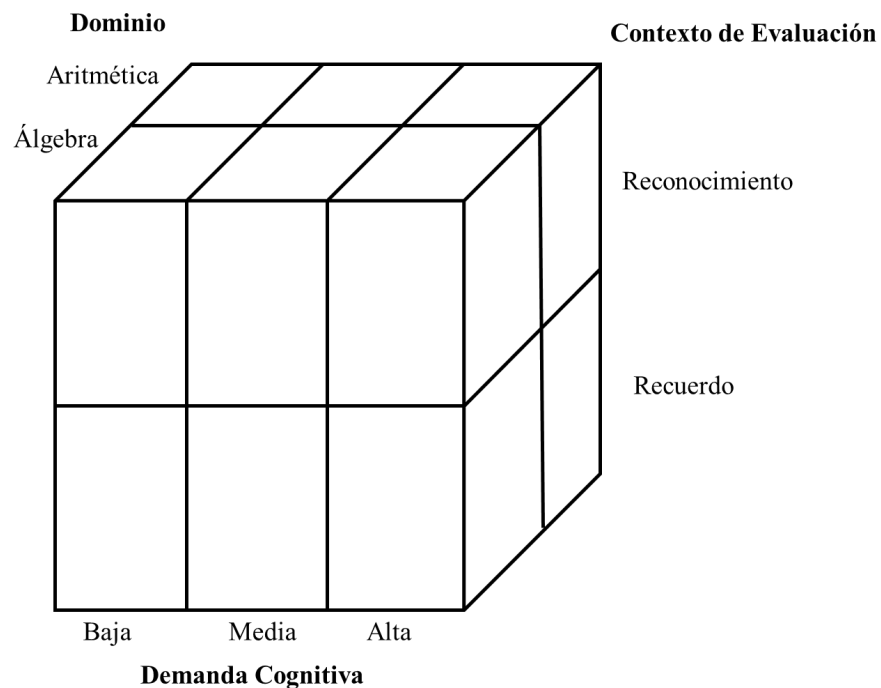 Dominio
Contexto de Evaluación
Aritmética
Álgebra
Reconocimiento
Recuerdo
Baja
Media
Alta
Demanda Cognitiva